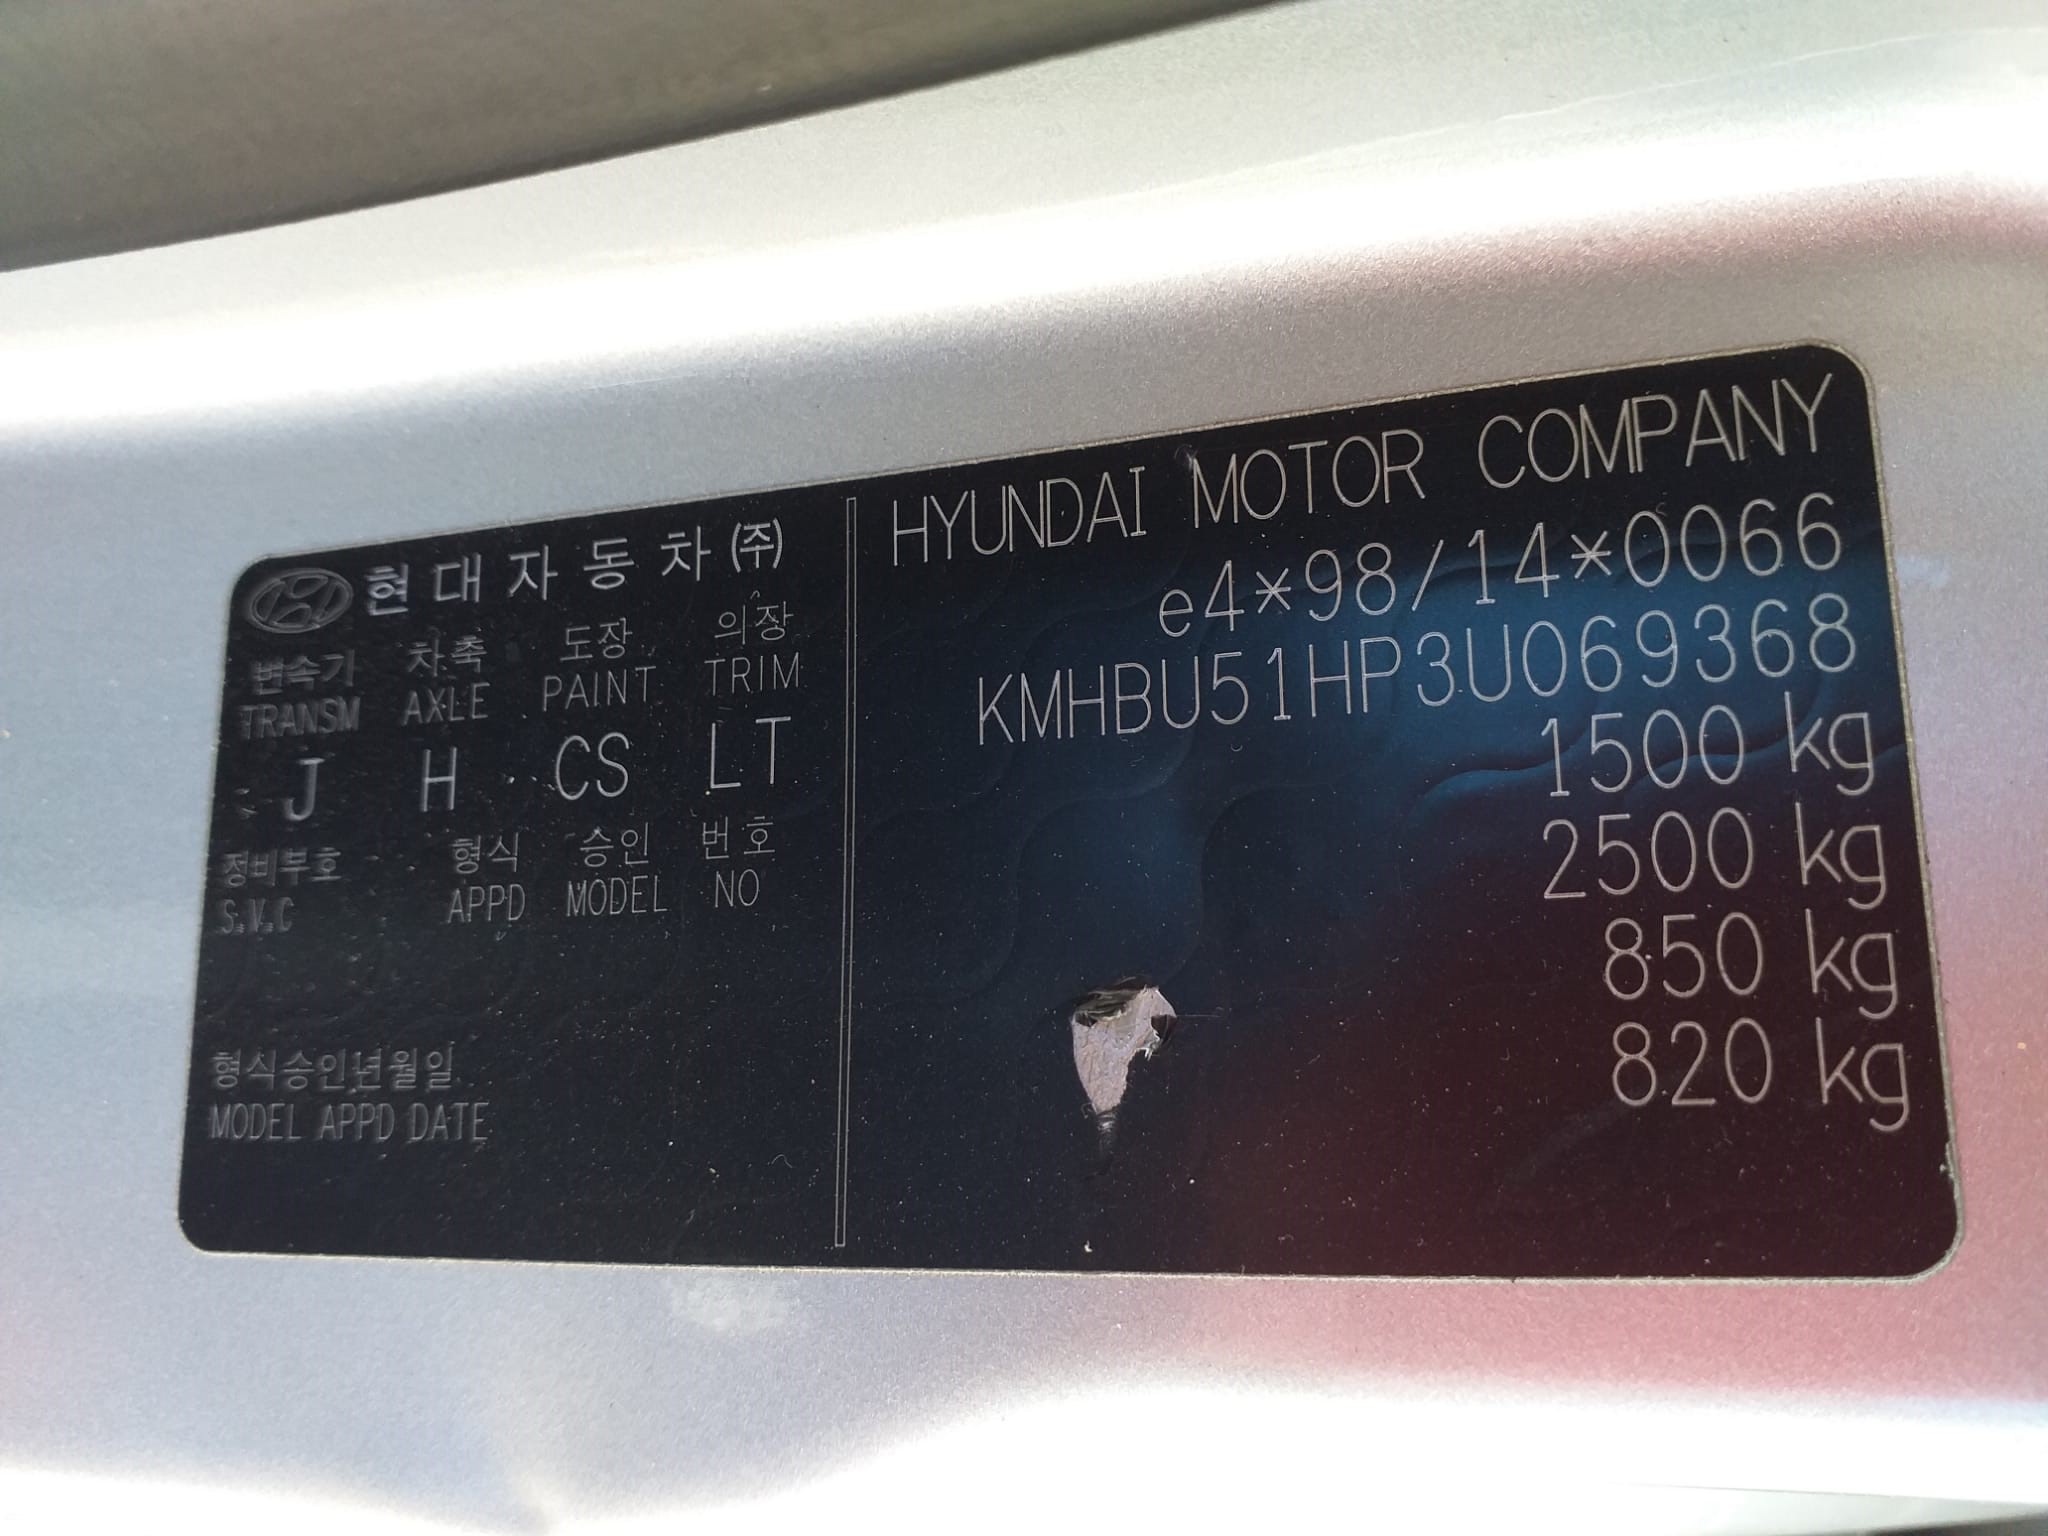 현대자동차㈜
변속기 차축 도장 의장
TRANSM AXLE PAINT TRIM
J H CS LT
정비부호 형식 승인 번호
S.V.C APPD MODEL NO
형식승인년월일
MODEL APPD DATE
HYUNDAI MOTOR COMPANY
e4*98/14*0066
KMHBU51HP3U069368
1500 kg
2500 kg
850 kg
820 kg